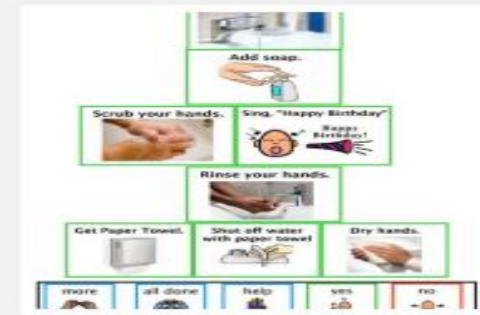 Add soap.
Scrub your hands.
Sing, "Happy Birthday"
Happy
Birthday!
Rinse your hands.
Get Paper Towel.
Shut off water
with paper towel
Dry hands.
more
all done
help
yes
no